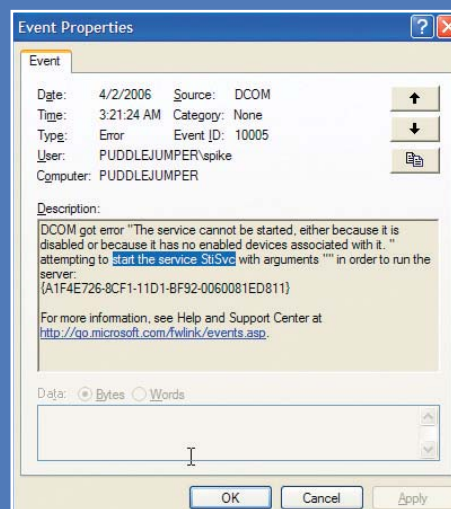 Event Properties
Event
Date: 4/2/2006 Source: DCOM
Time: 3:21:24 AM Category: None
Type: Error Event ID: 10005
User: PUDDLEJUMPER\spike
Computer: PUDDLEJUMPER
Description:
DCOM got error "The service cannot be started, either because it is
disabled or because it has no enabled devices associated with it. "
attempting to start the service StiSvc with arguments "" in order to run the
server:
{A1F4E726-8CF1-11D1-BF92-0060081ED811}
For more information, see Help and Support Center at
http://go.microsoft.com/fwlink/events.asp.
Data: Bytes Words
OK Cancel Apply